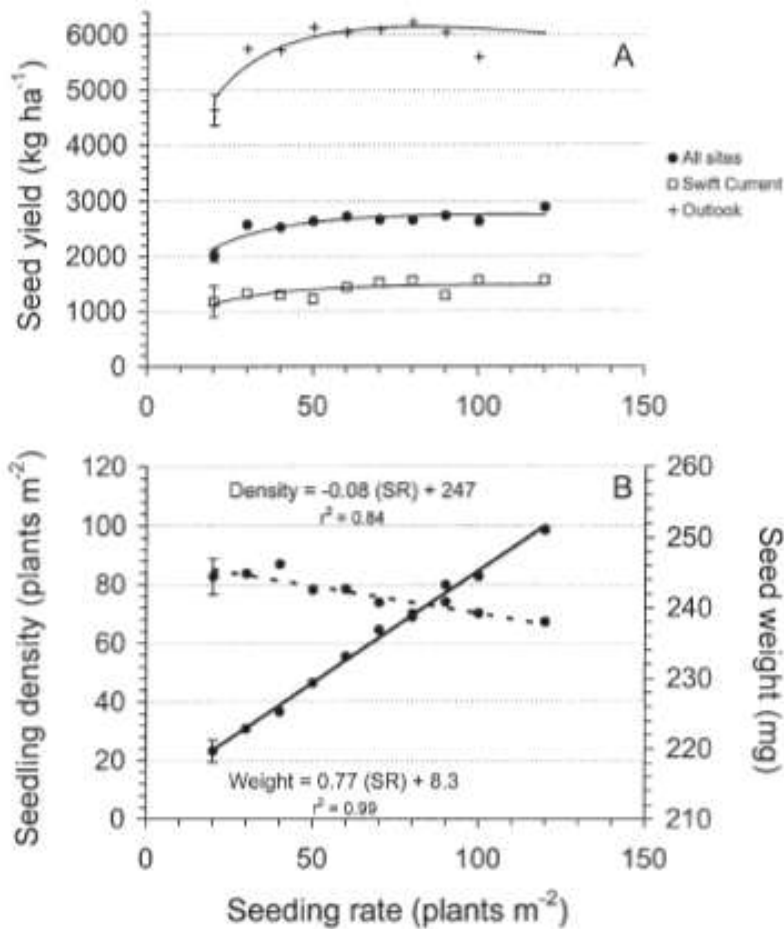 6000
5000
4000
3000
2000
1000
0
Seed yield (kg ha⁻¹)
A
All sites
Swift Current
Outlook
0 50 100 150
120
100
80
60
40
20
0
Seedling density (plants m⁻²)
Density = -0.08 (SR) + 247
r² = 0.84
B
Weight = 0.77 (SR) + 8.3
r² = 0.99
260
250
240
230
220
210
Seed weight (mg)
0 50 100 150
Seeding rate (plants m⁻²)